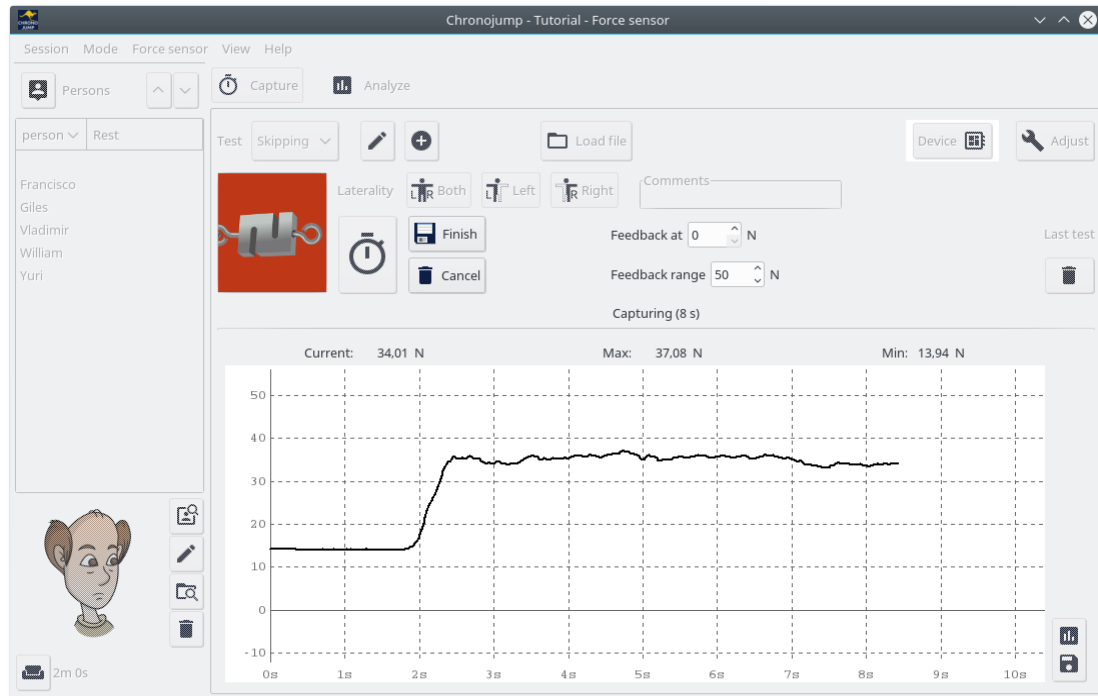 Chronojump - Tutorial - Force sensor
CHRONO
JUMP
Session Mode Force sensor View Help
Persons
Capture Analyze
person Rest
Francisco
Giles
Vladimir
William
Yuri
2m 0s
Test Skipping Load file Device Adjust
Laterality L R Both L Left R Right Comments
Finish Feedback at 0 N Last test
Cancel Feedback range 50 N
Capturing (8 s)
Current: 34,01 N Max: 37,08 N Min: 13,94 N
50
40
30
20
10
0
-10
0s 1s 2s 3s 4s 5s 6s 7s 8s 9s 10s